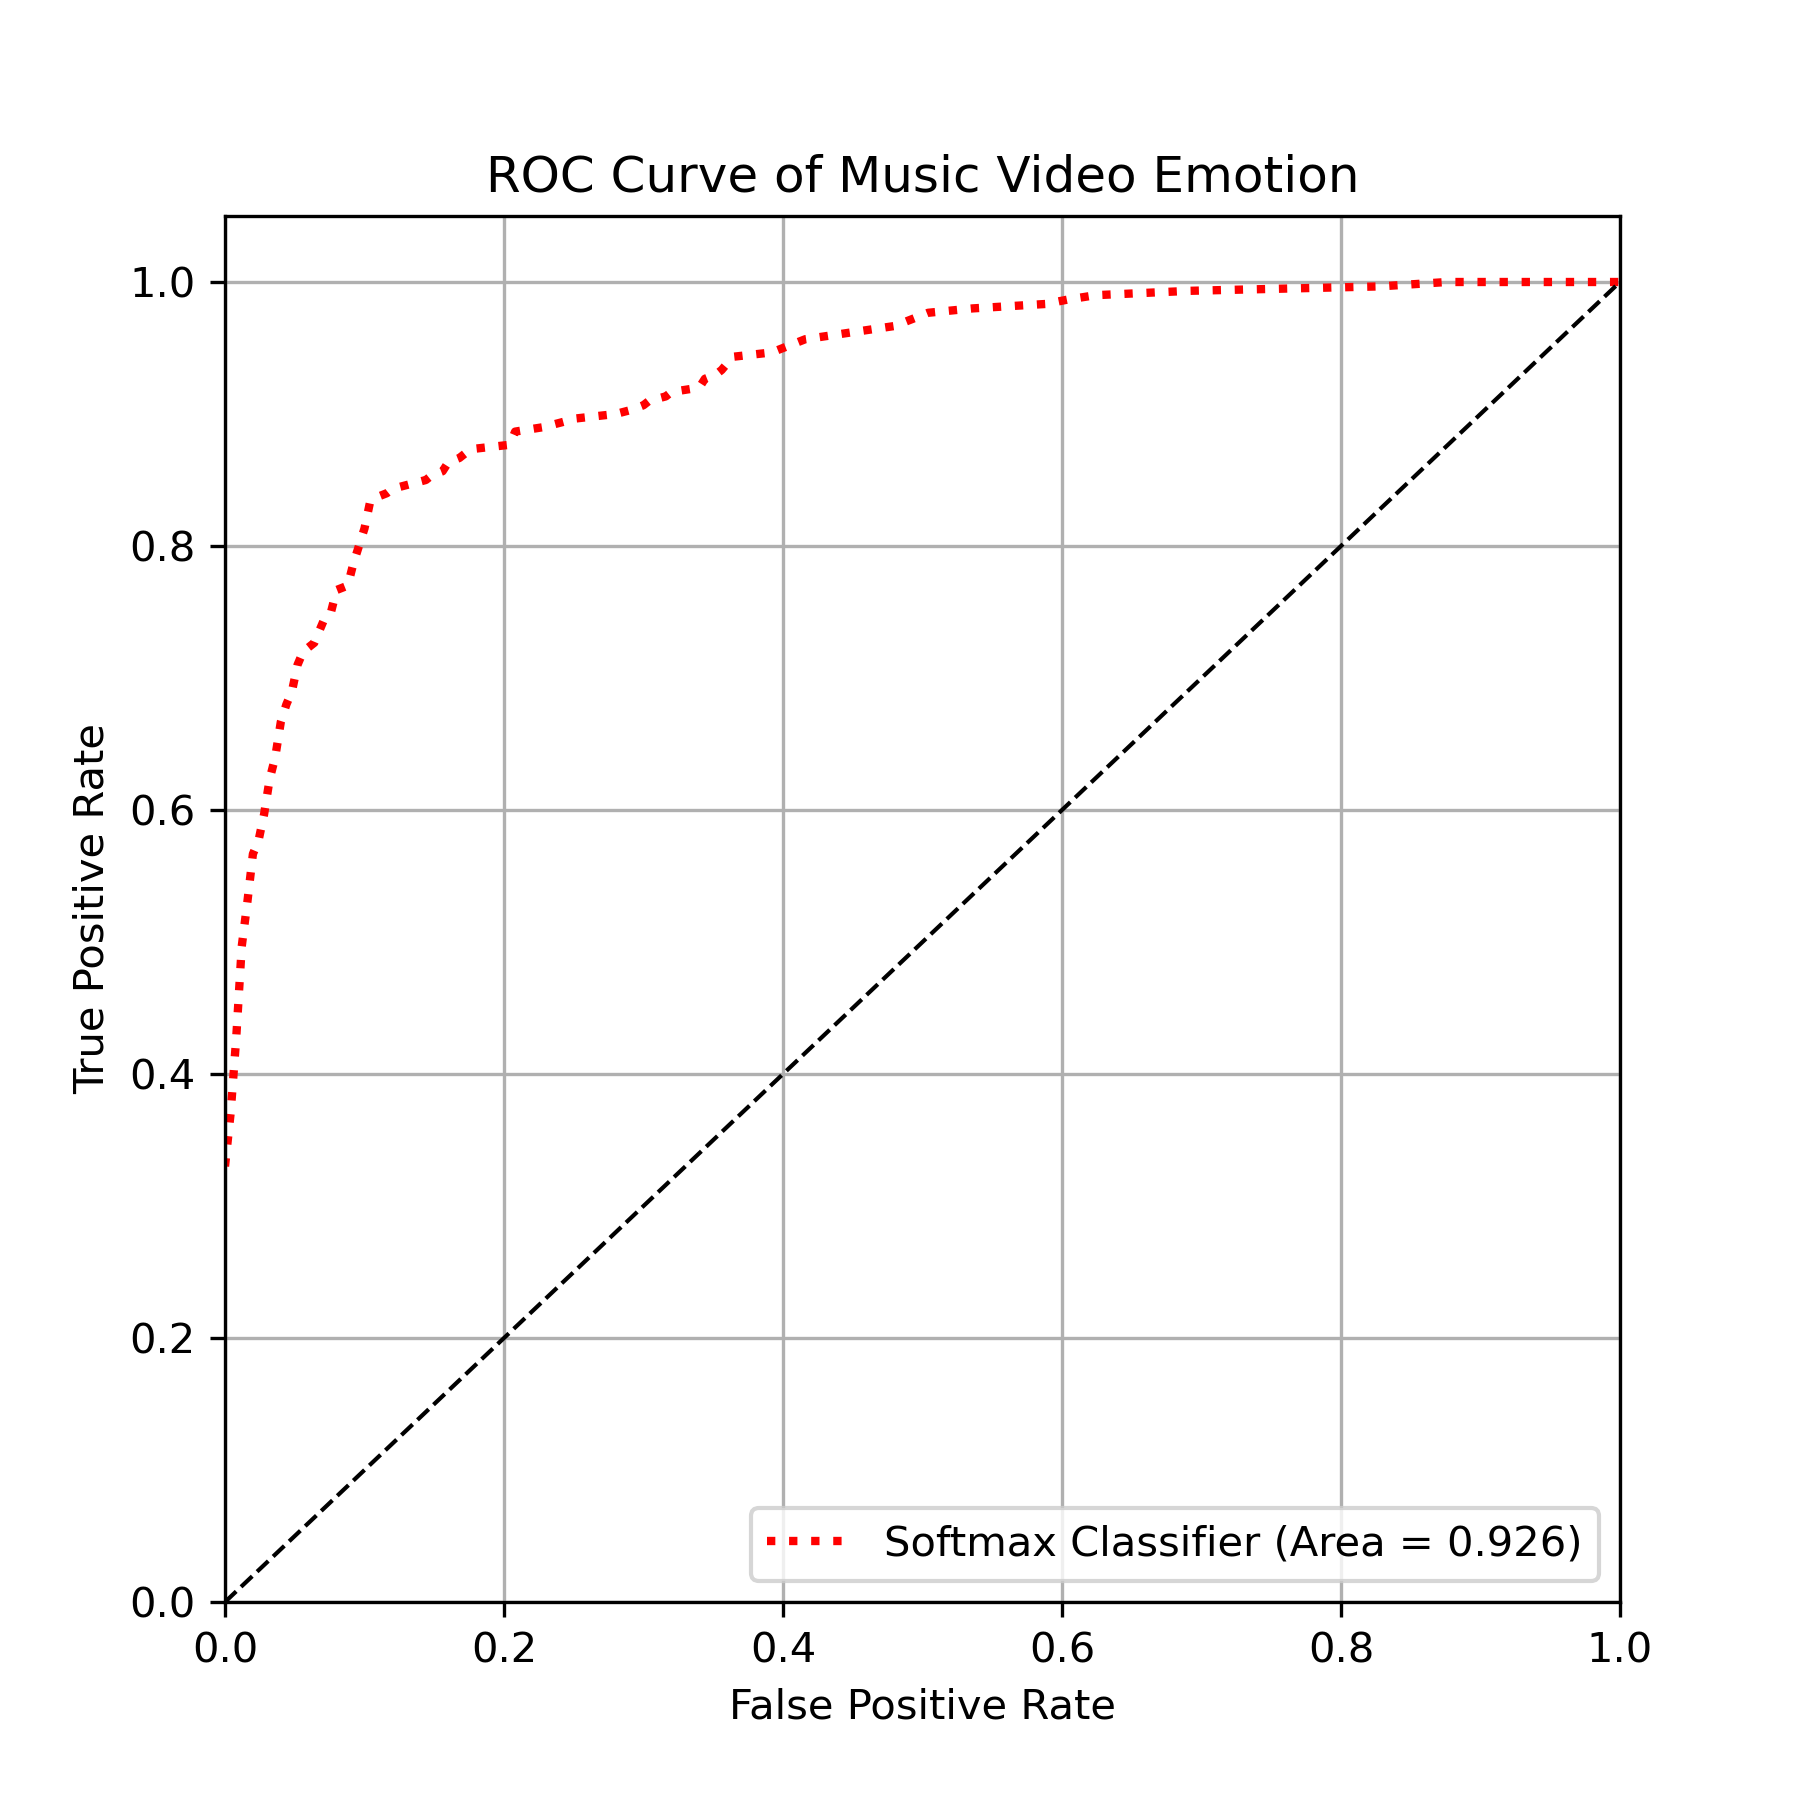 ROC Curve of Music Video Emotion
1.0
0.8
0.6
0.4
0.2
0.0
True Positive Rate
Softmax Classifier (Area = 0.926)
0.0 0.2 0.4 0.6 0.8 1.0
False Positive Rate